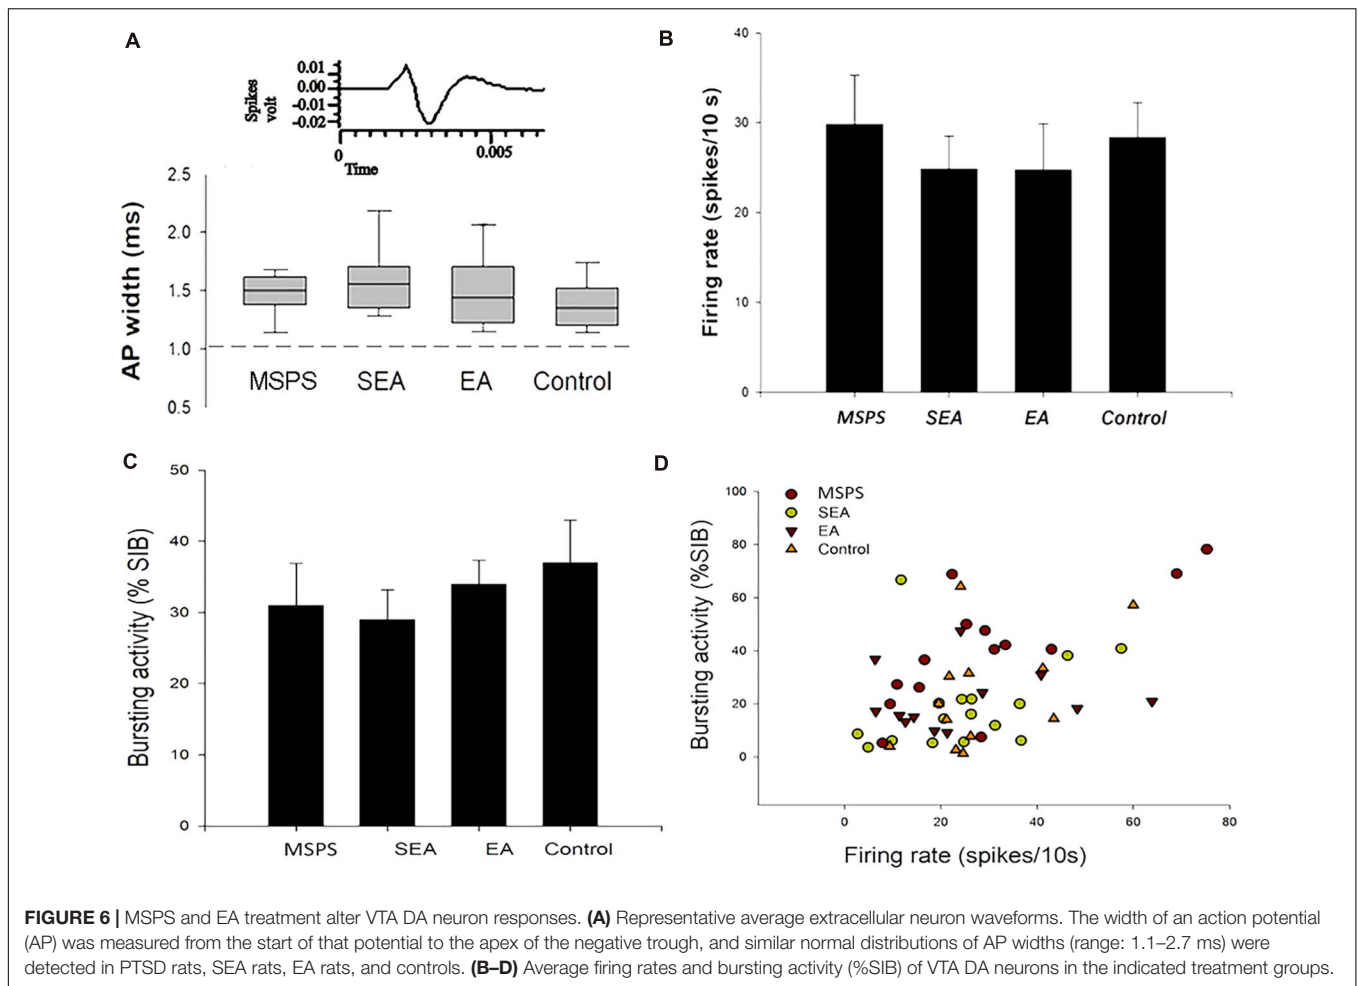 A
Spikes
volt
0.01
0.00
-0.01
-0.02
0
0.005
Time
AP width (ms)
2.5
2.0
1.5
1.0
0.5
MSPS SEA EA Control
B
Firing rate (spikes/10 s)
40
30
20
10
0
MSPS SEA EA Control
C
Bursting activity (% SIB)
50
40
30
20
10
0
MSPS SEA EA Control
D
Bursting activity (%SIB)
100
80
60
40
20
0
MSPS
SEA
EA
Control
0 20 40 60 80
Firing rate (spikes/10s)
FIGURE 6 | MSPS and EA treatment alter VTA DA neuron responses. (A) Representative average extracellular neuron waveforms. The width of an action potential
(AP) was measured from the start of that potential to the apex of the negative trough, and similar normal distributions of AP widths (range: 1.1–2.7 ms) were
detected in PTSD rats, SEA rats, EA rats, and controls. (B–D) Average firing rates and bursting activity (%SIB) of VTA DA neurons in the indicated treatment groups.